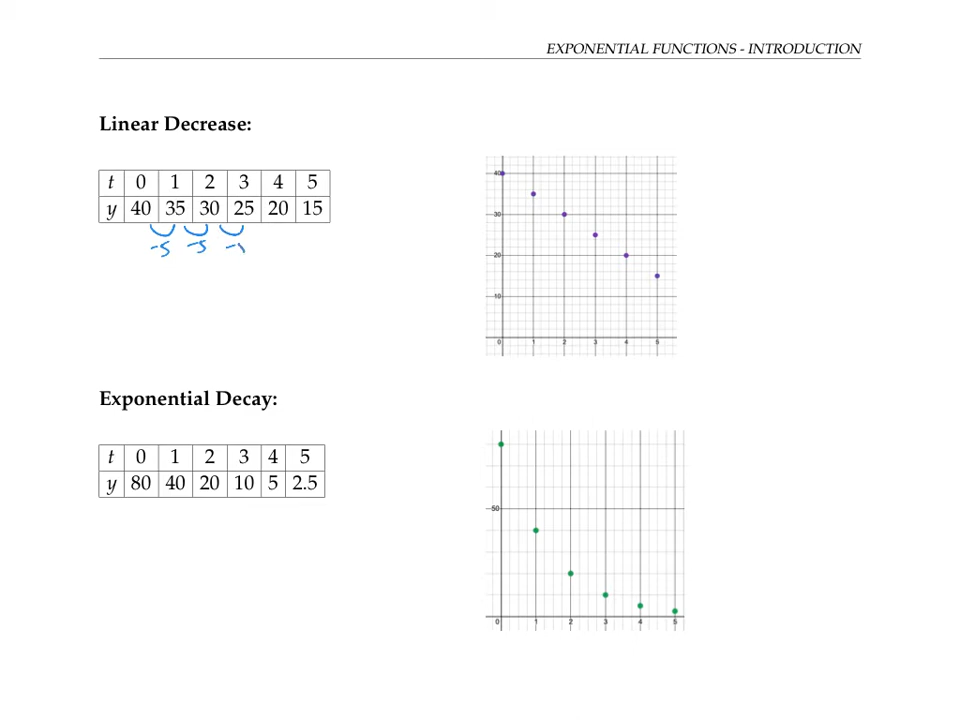 EXPONENTIAL FUNCTIONS - INTRODUCTION
Linear Decrease:
t 0 1 2 3 4 5
y 40 35 30 25 20 15
-5 -5
40
30
20
10
0 1 2 3 4 5
Exponential Decay:
t 0 1 2 3 4 5
y 80 40 20 10 5 2.5
50
0 1 2 3 4 5